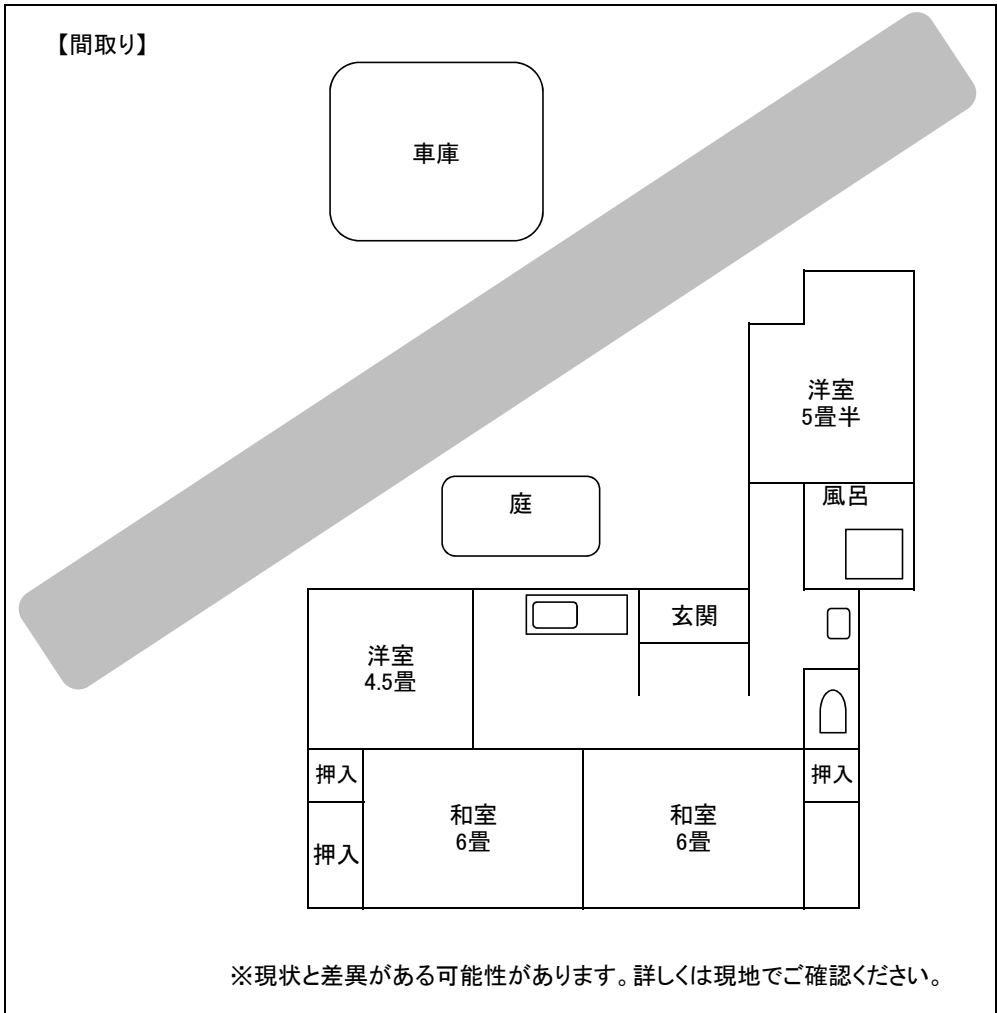 【間取り】
車庫
洋室
5畳半
風呂
庭
玄関
洋室
4.5畳
押入
押入
和室
6畳
和室
6畳
押入
※現状と差異がある可能性があります。詳しくは現地でご確認ください。